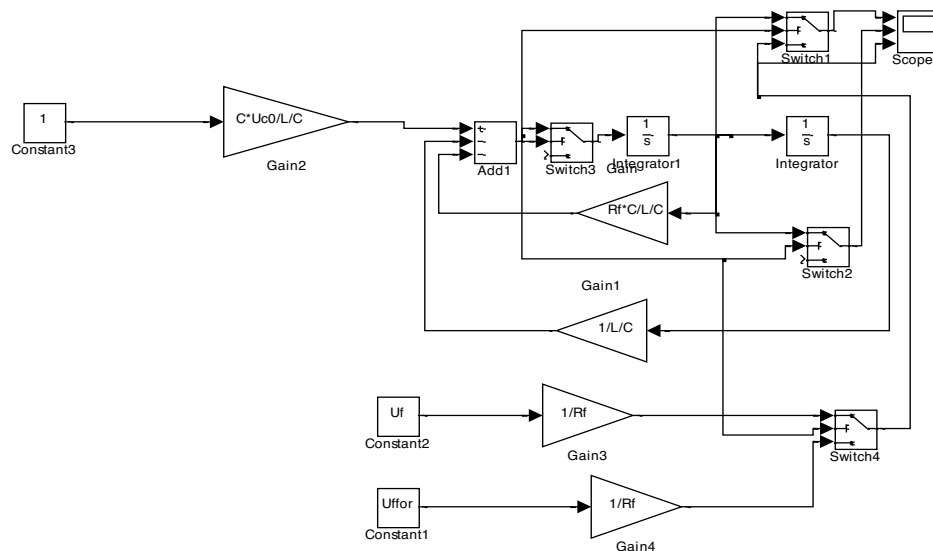 Switch1
Scope
1
Constant3
C*Uc0/L/C
Gain2
+
−
−
Add1
Switch3
1
s
Integrator1
Gain
1
s
Integrator
Rf*C/L/C
Gain1
Switch2
1/L/C
Uf
Constant2
1/Rf
Gain3
Switch4
Uffor
Constant1
1/Rf
Gain4